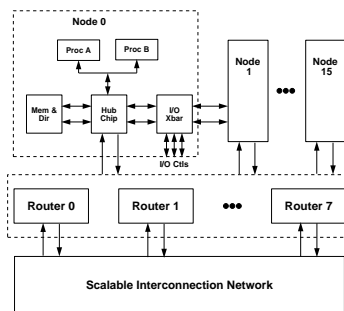 Node 0
Proc A
Proc B
Mem &
Dir
Hub
Chip
I/O
Xbar
I/O Ctls
Node
1
Node
15
Router 0
Router 1
Router 7
Scalable Interconnection Network